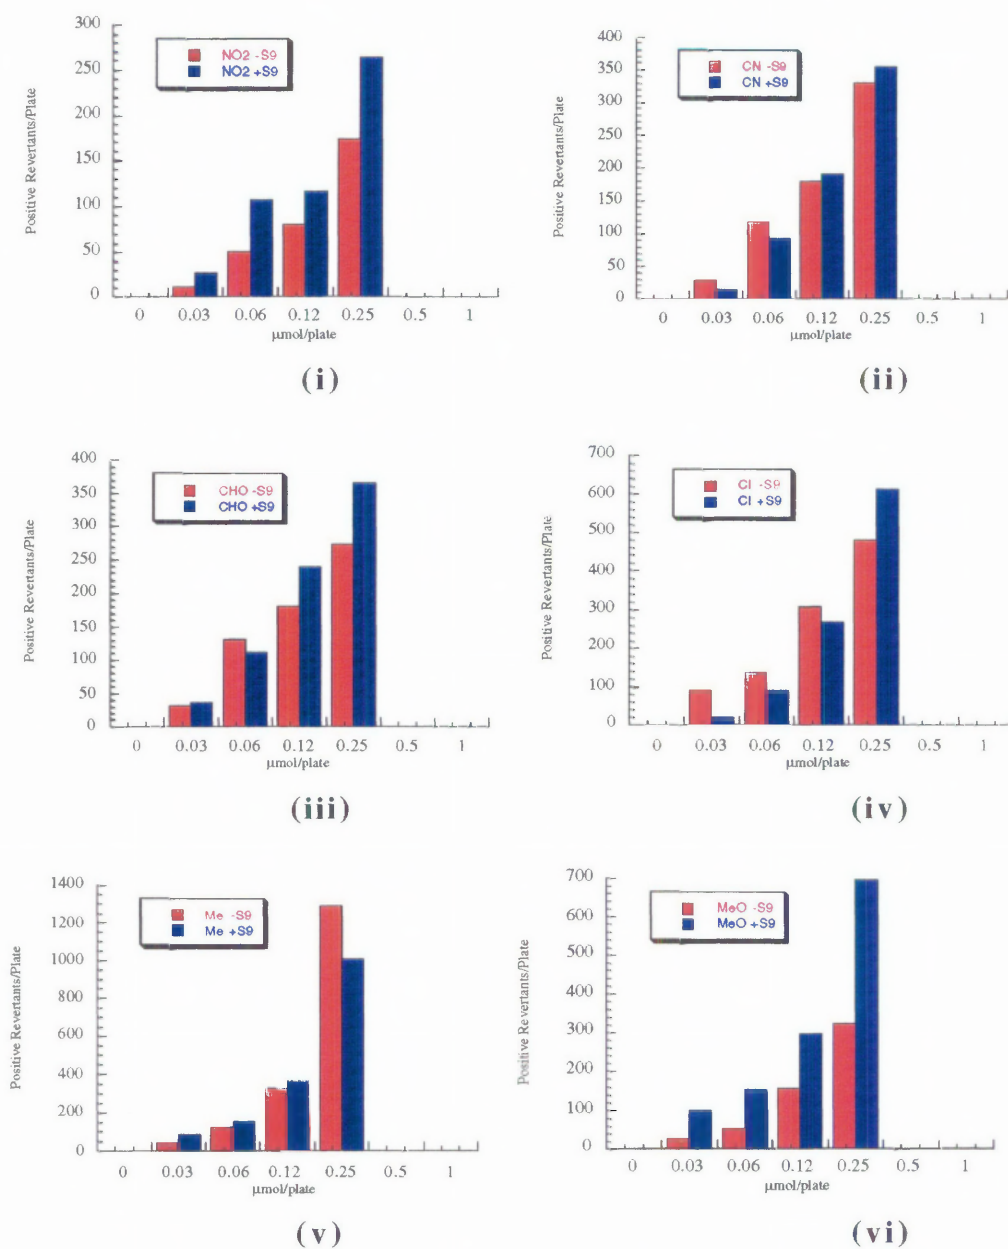 300
250
200
150
100
50
0
Positive Revertants/Plate
NO2 -S9
NO2 +S9
0 0.03 0.06 0.12 0.25 0.5 1
µmol/plate
(i)
400
350
300
200
100
50
0
Positive Revertants/Plate
CN -S9
CN +S9
0 0.03 0.06 0.12 0.25 0.5 1
µmol/plate
(ii)
400
350
300
250
200
150
100
50
0
Positive Revertants/Plate
CHO -S9
CHO +S9
0 0.03 0.06 0.12 0.25 0.5 1
µmol/plate
(iii)
700
600
500
400
300
200
100
0
Positive Revertants/Plate
Cl -S9
Cl +S9
0 0.03 0.06 0.12 0.25 0.5 1
µmol/plate
(iv)
1400
1200
1000
800
600
400
200
0
Positive Revertants/Plate
Me -S9
Me +S9
0 0.03 0.06 0.12 0.25 0.5 1
µmol/plate
(v)
700
600
400
300
200
100
0
Positive Revertants/Plate
MeO -S9
MeO +S9
0 0.03 0.06 0.12 0.25 0.5 1
µmol/plate
(vi)